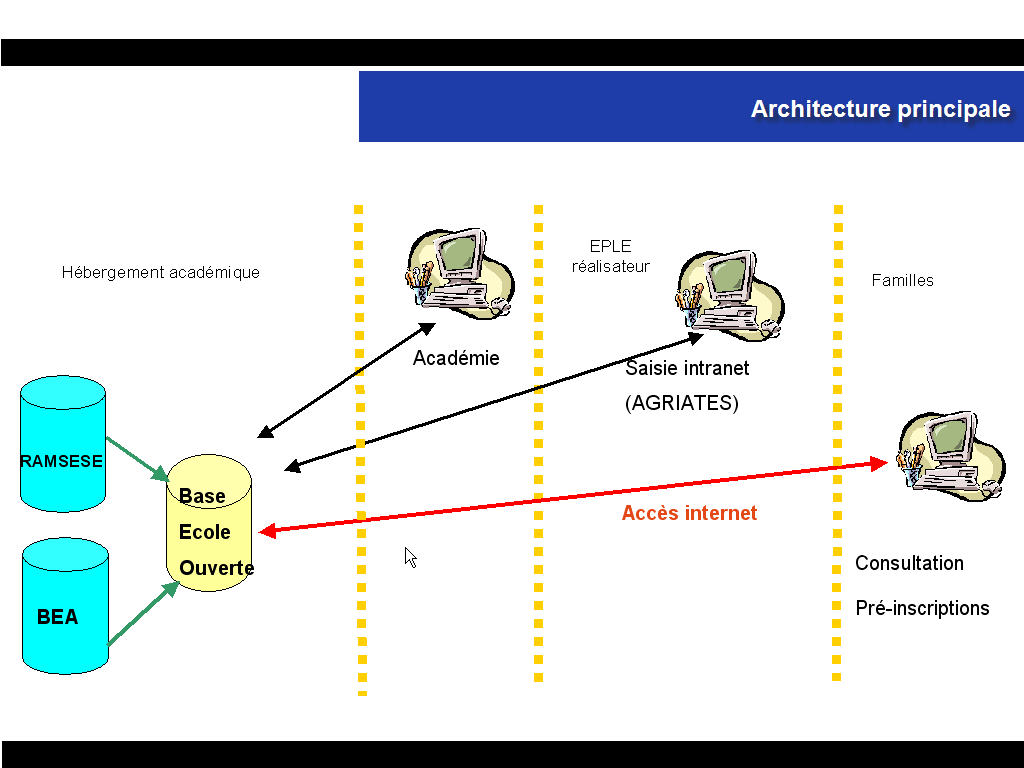 Architecture principale
Hébergement académique
EPLE
réalisateur
Familles
Académie
Saisie intranet
(AGRIATES)
RAMSESE
Base
Ecole
Ouverte
Accès internet
BEA
Consultation
Pré-inscriptions